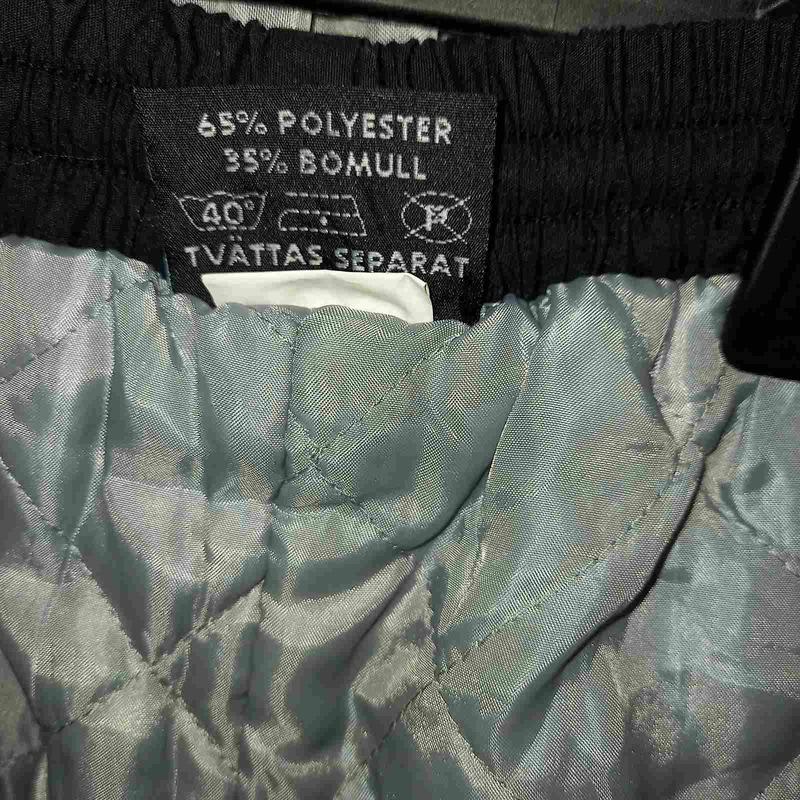 65% POLYESTER
35% BOMULL
40° P
TVÄTTAS SEPARAT